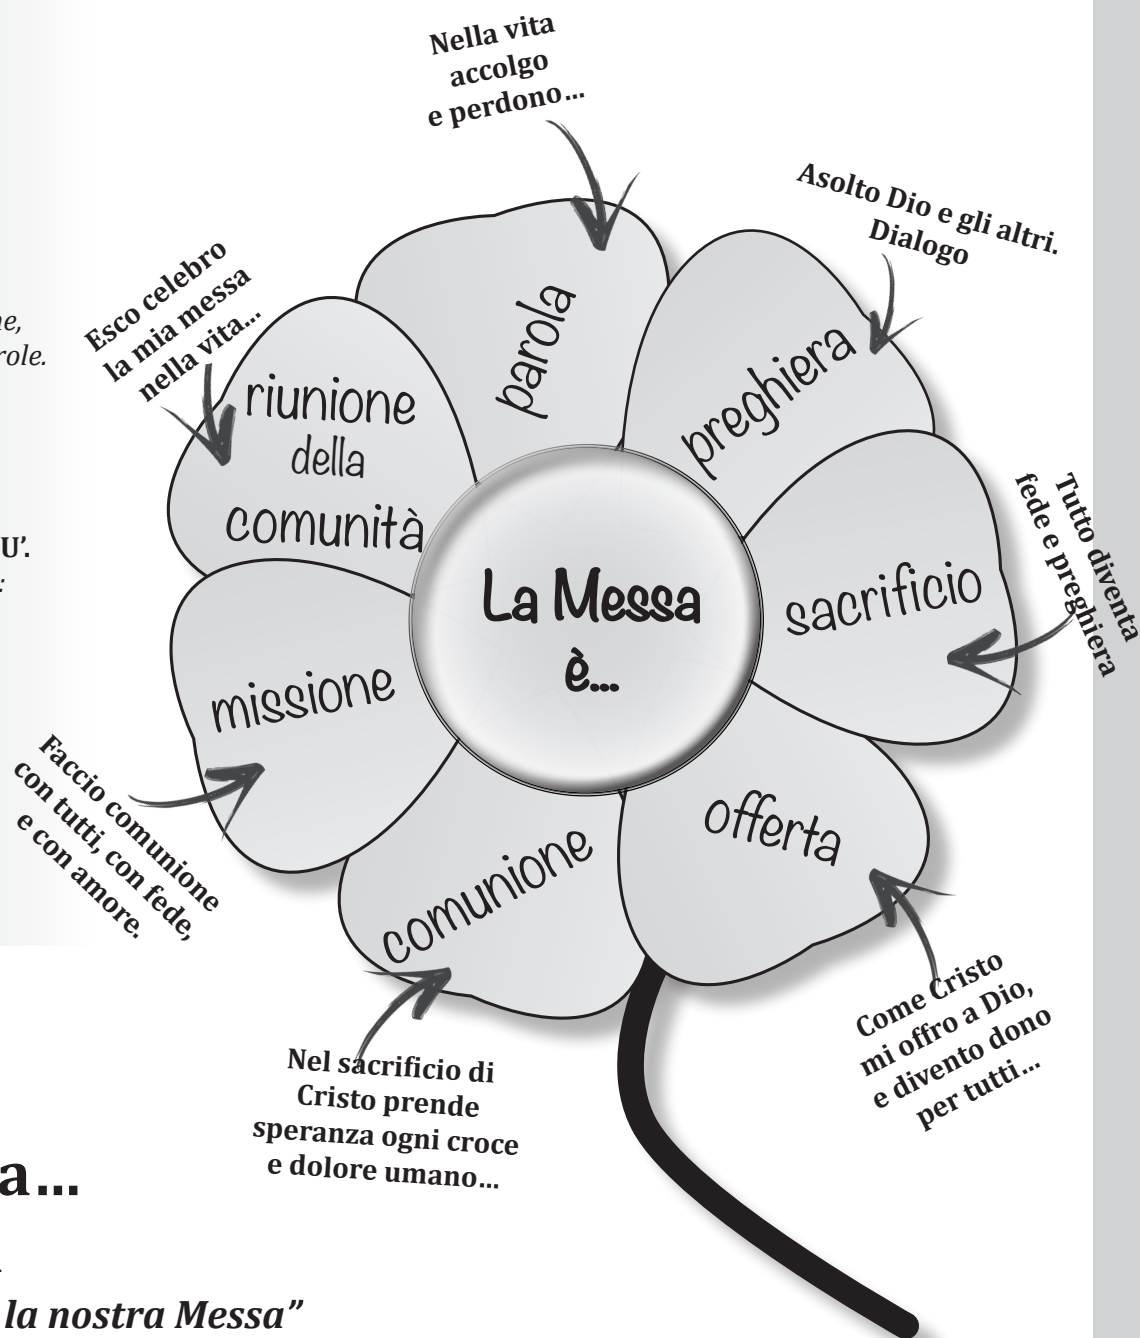 Nella vita
accolgo
e perdono...
Asolto Dio e gli altri.
Dialogo
Esco celebro
la mia messa
nella vita...
parola
preghiera
riunione
della
comunità
Tutto diventa
fede e preghiera
La Messa
è...
sacrificio
missione
offerta
comunione
Faccio comunione
con tutti, con fede,
e con amore.
Come Cristo
mi offro a Dio,
e divento dono
per tutti...
Nel sacrificio di
Cristo prende
speranza ogni croce
e dolore umano...
e,
role.
U’.
:
a...
la nostra Messa”